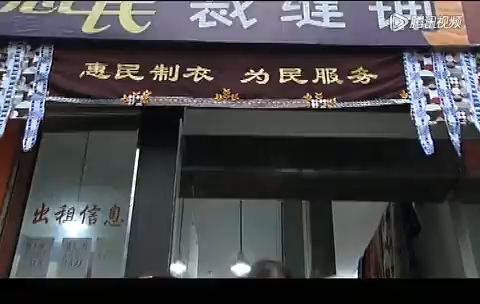 民 裁缝铺
腾讯视频
惠民制衣 为民服务
出租信息